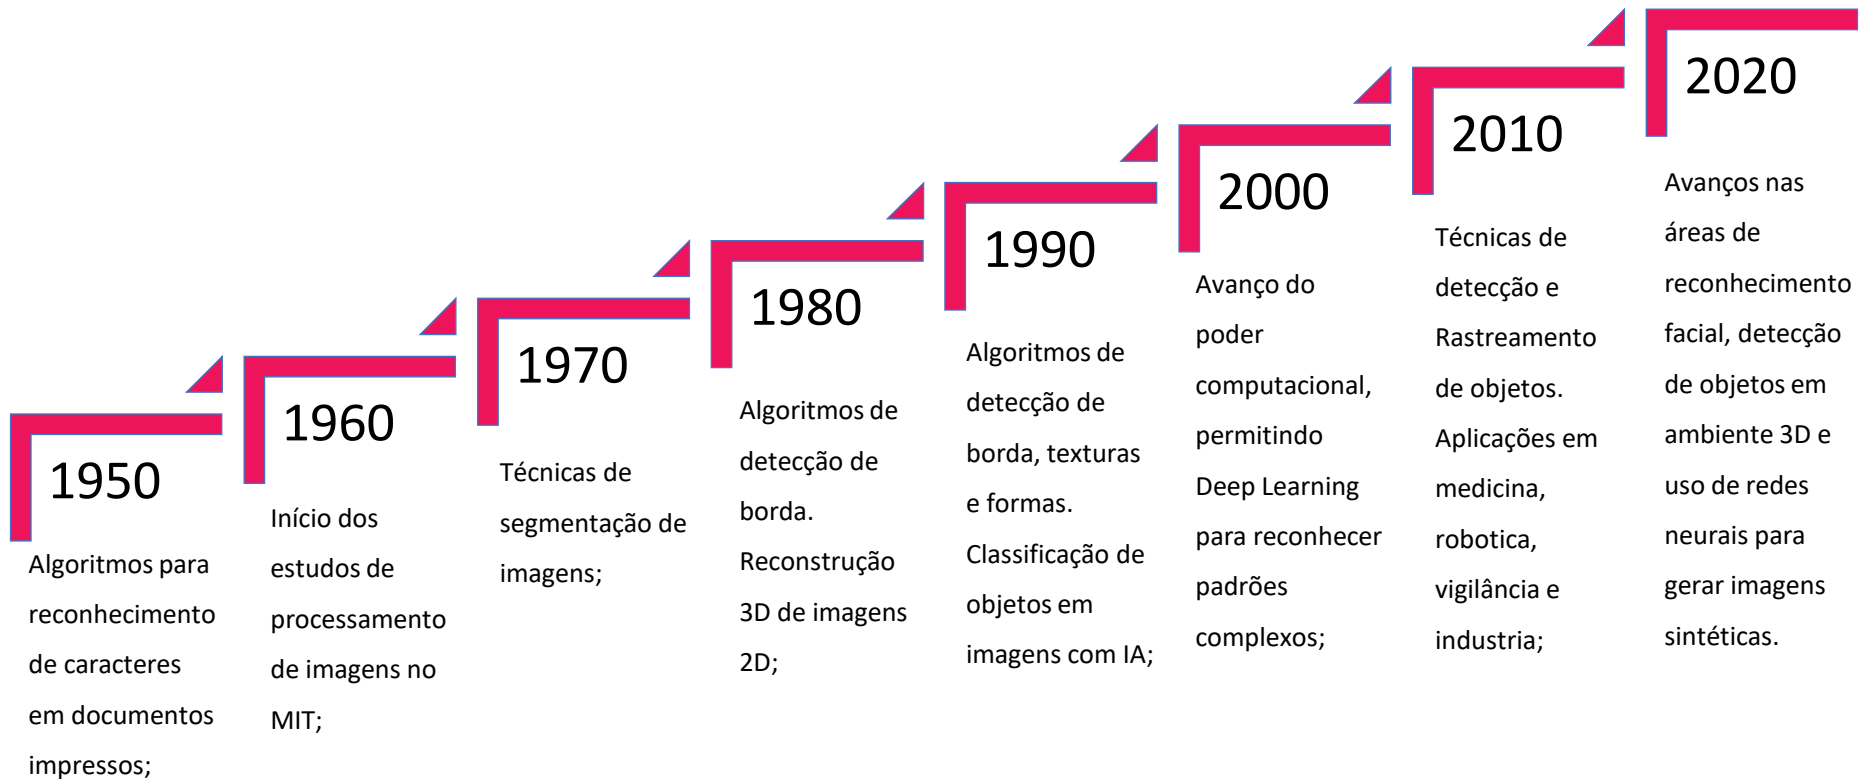 1950
Algoritmos para
reconhecimento
de caracteres
em documentos
impressos;
1960
Início dos
estudos de
processamento
de imagens no
MIT;
1970
Técnicas de
segmentação de
imagens;
1980
Algoritmos de
detecção de
borda.
Reconstrução
3D de imagens
2D;
1990
Algoritmos de
detecção de
borda, texturas
e formas.
Classificação de
objetos em
imagens com IA;
2000
Avanço do
poder
computacional,
permitindo
Deep Learning
para reconhecer
padrões
complexos;
2010
Técnicas de
detecção e
Rastreamento
de objetos.
Aplicações em
medicina,
robotica,
vigilância e
industria;
2020
Avanços nas
áreas de
reconhecimento
facial, detecção
de objetos em
ambiente 3D e
uso de redes
neurais para
gerar imagens
sintéticas.